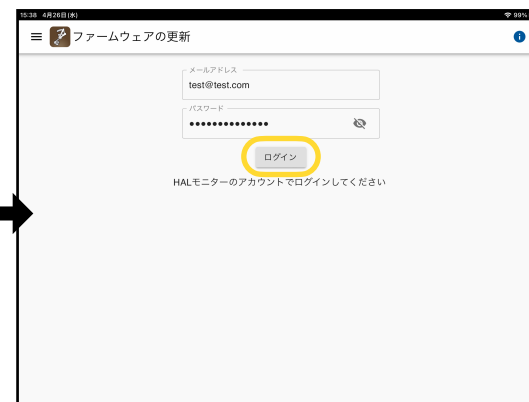 15:38 4月26日(水) 99%
ファームウェアの更新
メールアドレス
test@test.com
パスワード
••••••••••••••
ログイン
HALモニターのアカウントでログインしてください